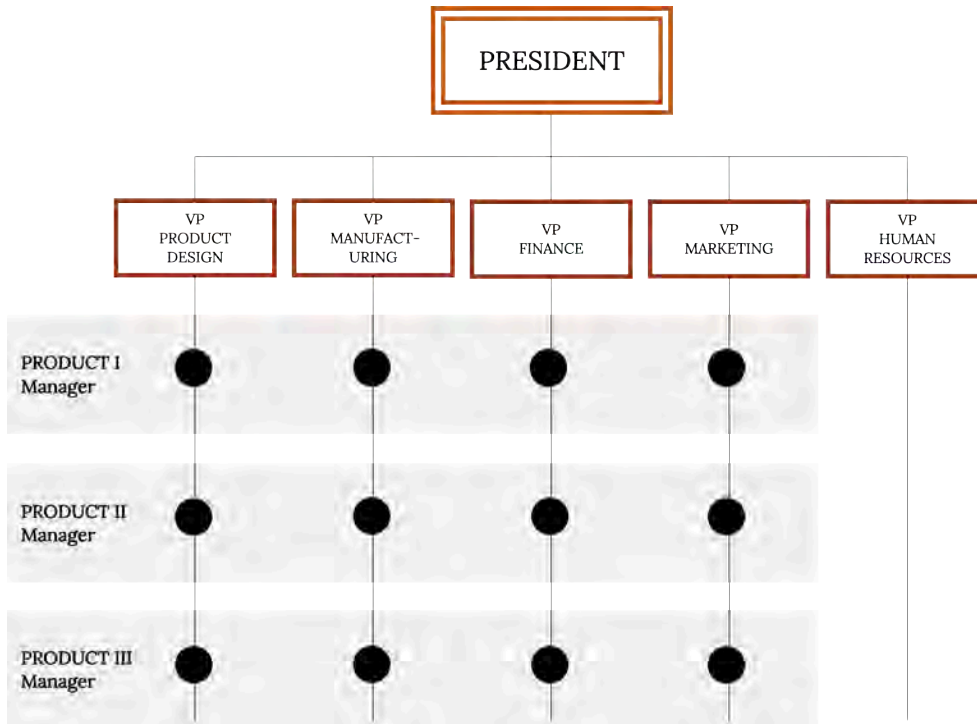 PRESIDENT
VP
PRODUCT
DESIGN
VP
MANUFACT-
URING
VP
FINANCE
VP
MARKETING
VP
HUMAN
RESOURCES
PRODUCT I
Manager
PRODUCT II
Manager
PRODUCT III
Manager